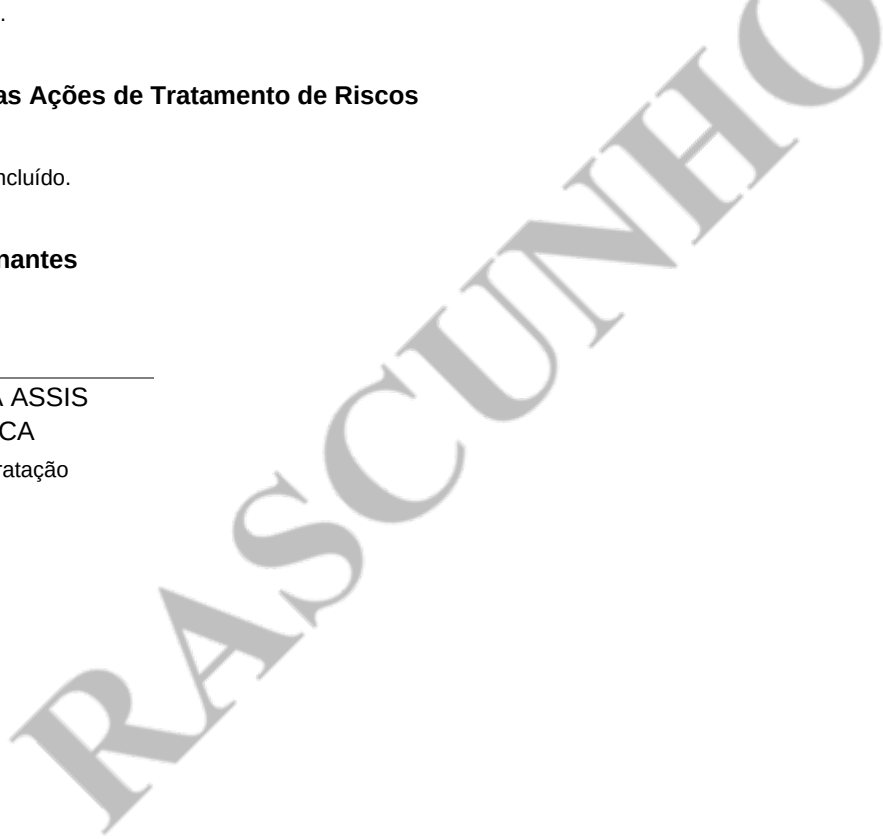 .
as Ações de Tratamento de Riscos
ncluído.
nantes
A ASSIS
CA
ratação
RASCUNHO